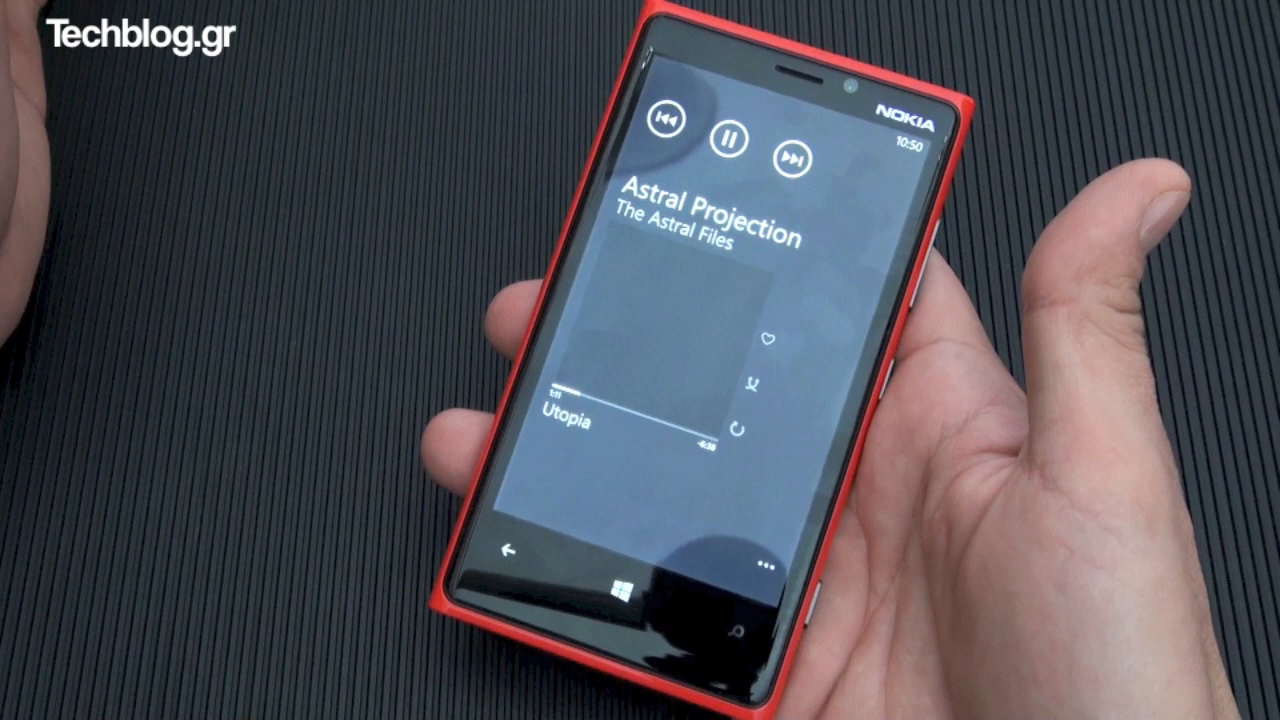 Techblog.gr
NOKIA
10:50
Astral Projection
The Astral Files
1:11
-6:38
Utopia